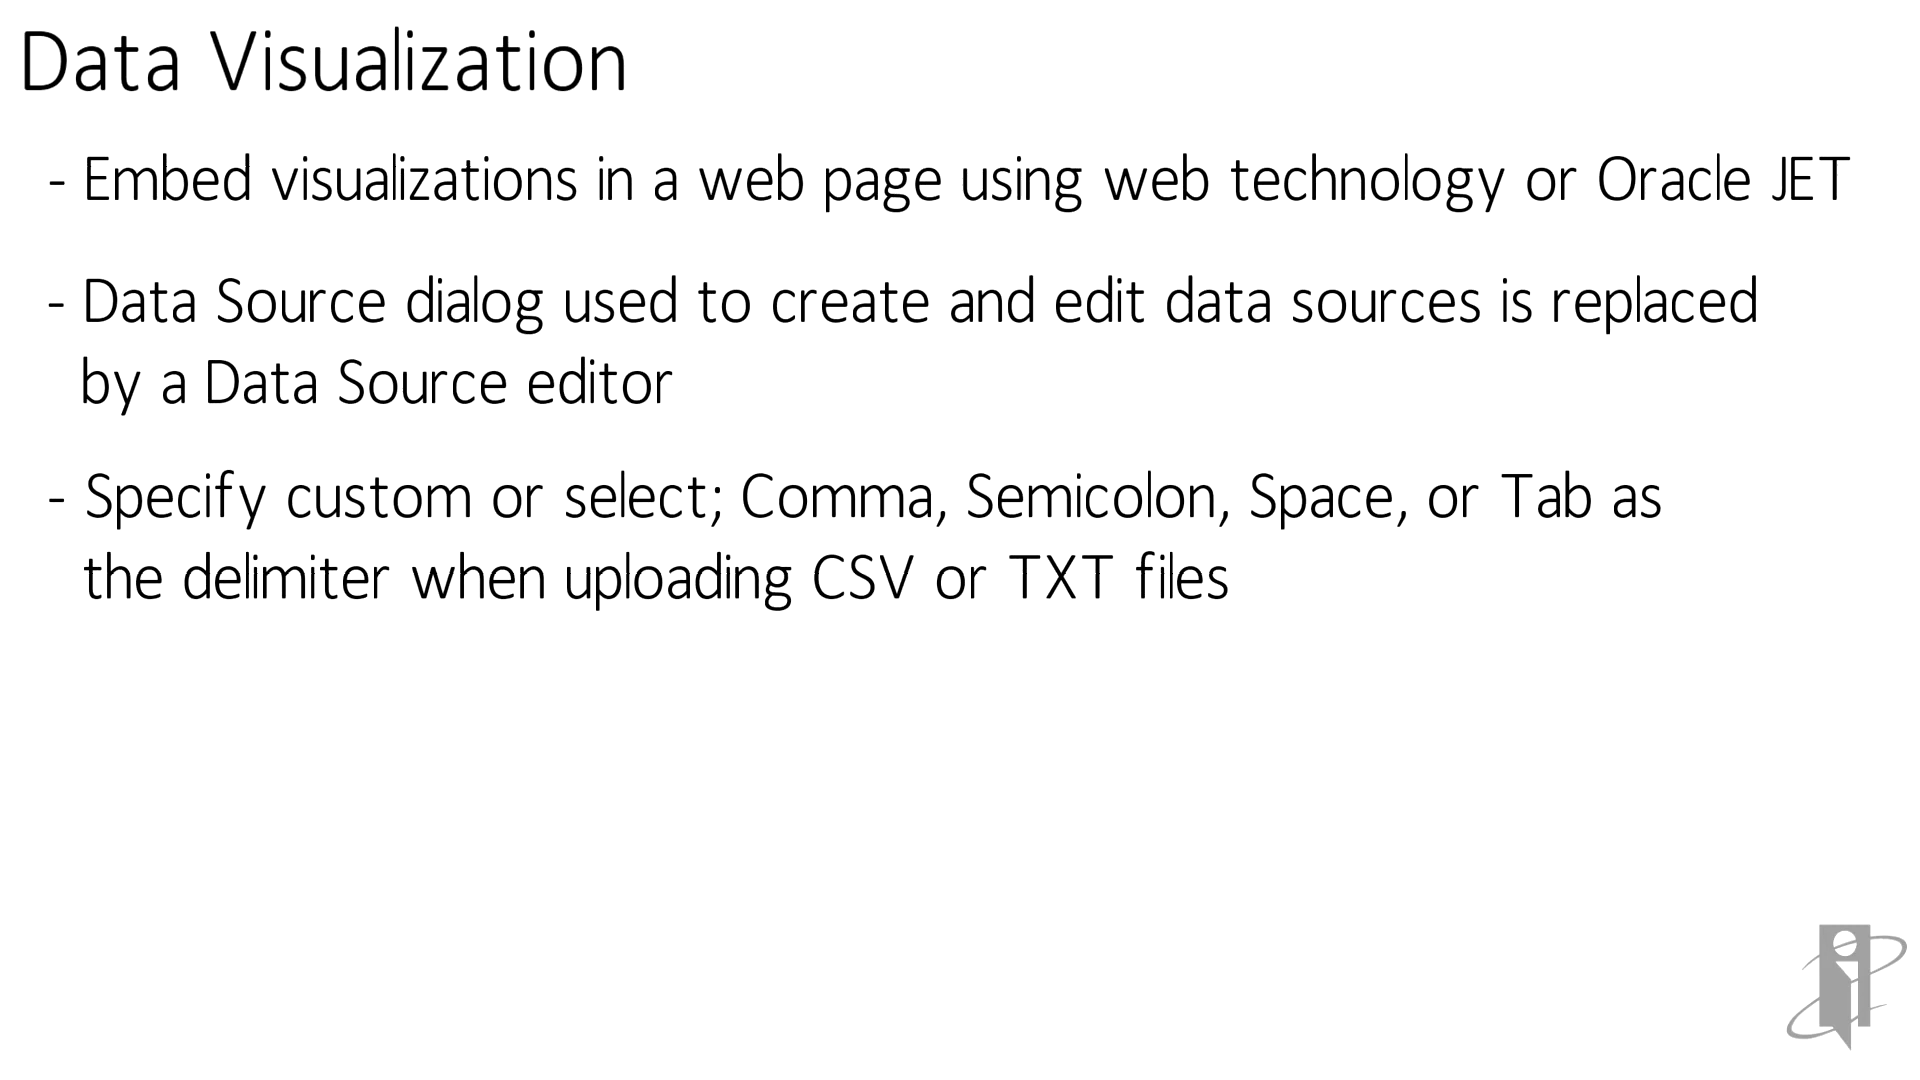 Data Visualization
- Embed visualizations in a web page using web technology or Oracle JET
- Data Source dialog used to create and edit data sources is replaced
by a Data Source editor
- Specify custom or select; Comma, Semicolon, Space, or Tab as
the delimiter when uploading CSV or TXT files